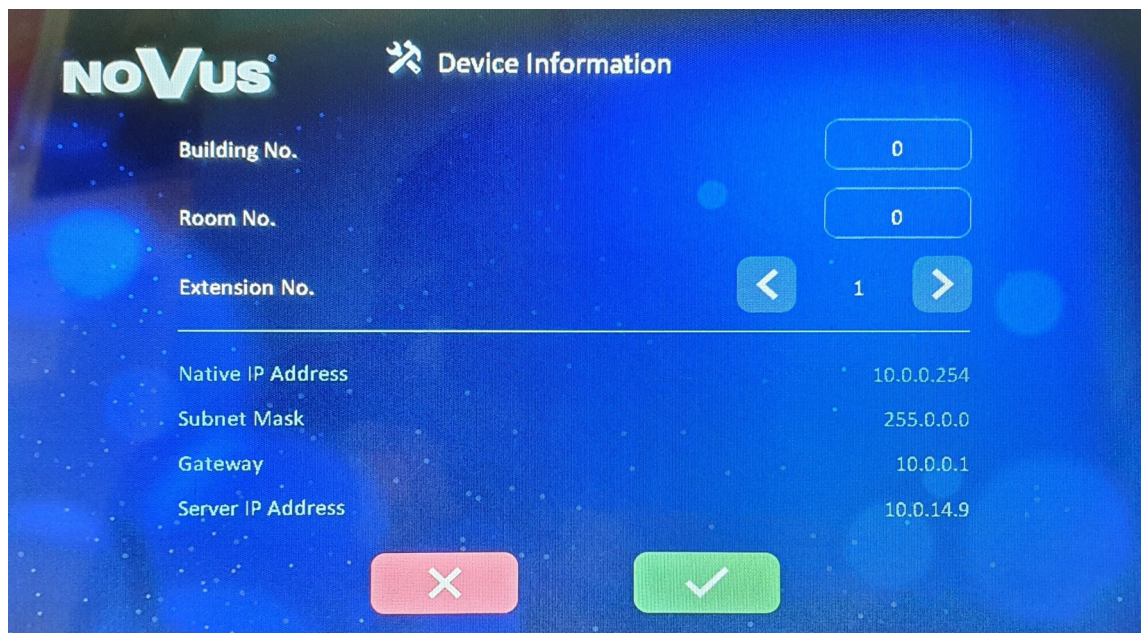 NOVUS
Device Information
Building No. 0
Room No. 0
Extension No. 1
Native IP Address 10.0.0.254
Subnet Mask 255.0.0.0
Gateway 10.0.0.1
Server IP Address 10.0.14.9